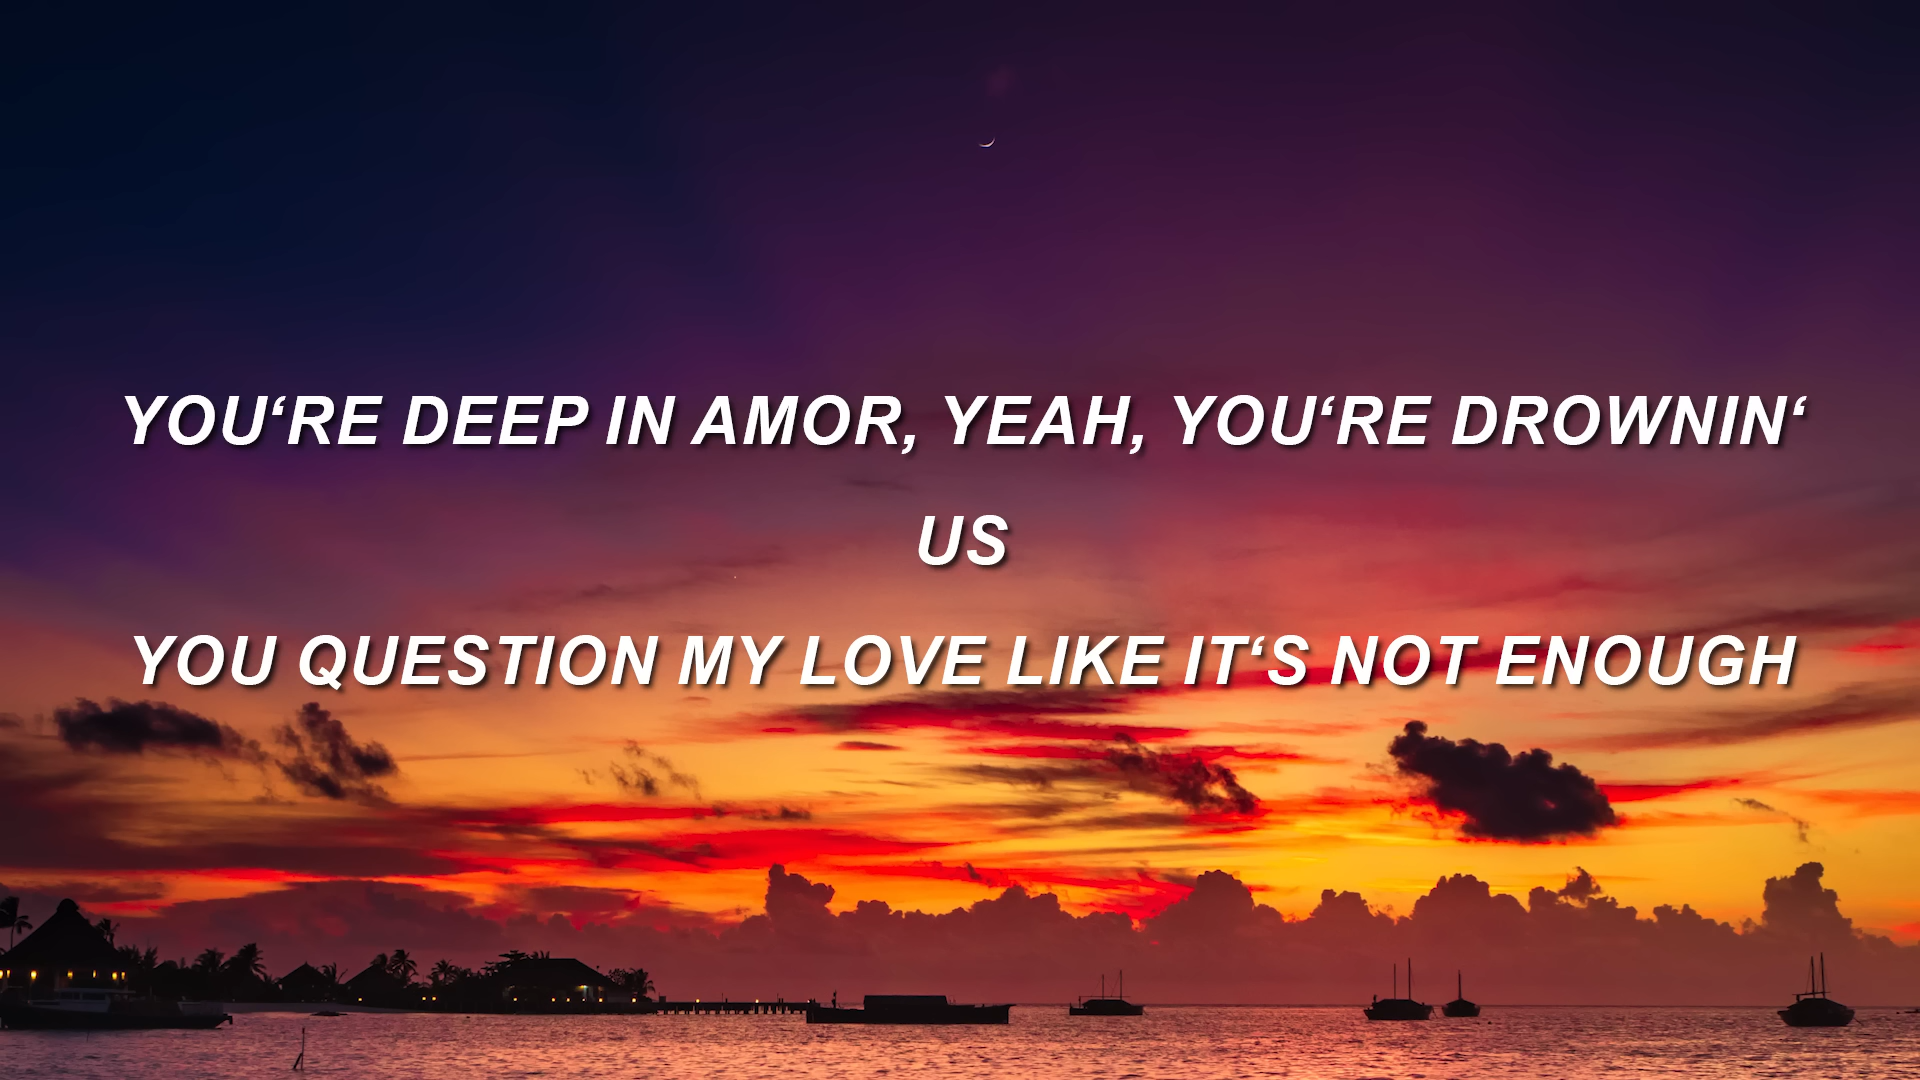 YOU‘RE DEEP IN AMOR, YEAH, YOU‘RE DROWNIN‘
US
YOU QUESTION MY LOVE LIKE IT‘S NOT ENOUGH